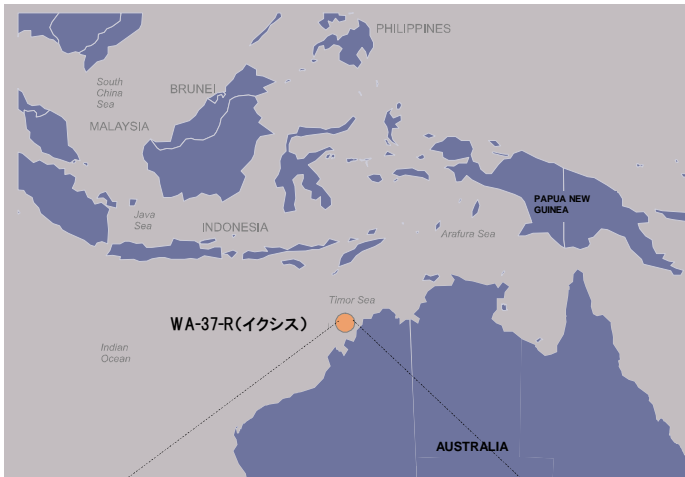 PHILIPPINES
South
China
Sea
BRUNEI
MALAYSIA
PAPUA NEW
GUINEA
Java
Sea
INDONESIA
Arafura Sea
Timor Sea
WA-37-R(イクシス)
Indian
Ocean
AUSTRALIA